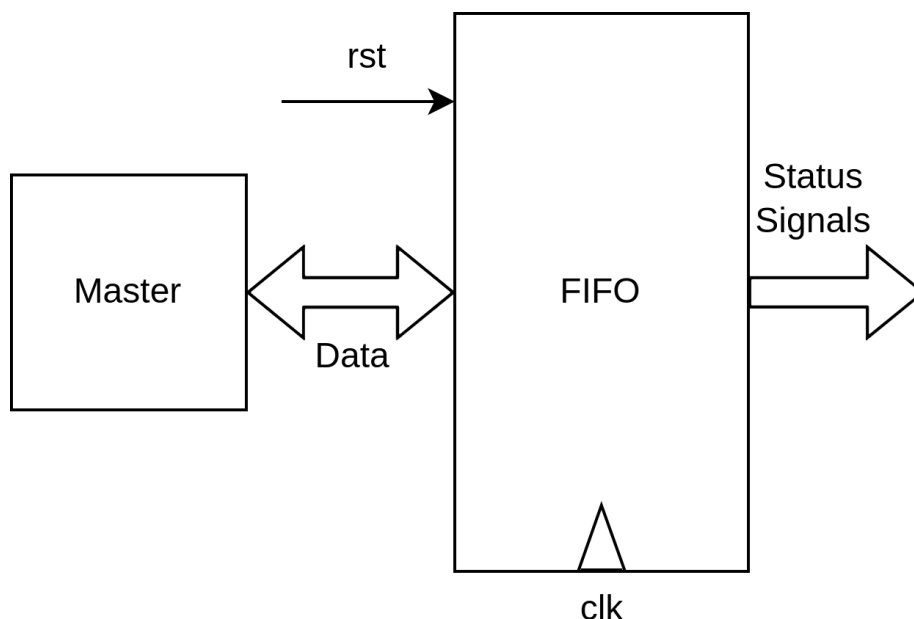 rst
Status
Signals
Master
FIFO
Data
clk